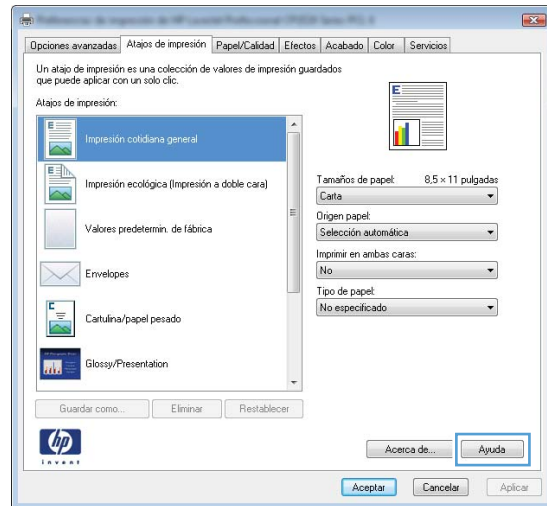 Opciones avanzadas Atajos de impresión Papel/Calidad Efectos Acabado Color Servicios
Un atajo de impresión es una colección de valores de impresión guardados
que puede aplicar con un solo clic.
Atajos de impresión:
E
Impresión cotidiana general
E
Impresión ecológica (Impresión a doble cara)
Valores predetermin. de fábrica
Envelopes
Cartulina/papel pesado
Glossy/Presentation
Guardar como... Eliminar Restablecer
E
Tamaños de papel: 8,5 × 11 pulgadas
Carta
Origen papel:
Selección automática
Imprimir en ambas caras:
No
Tipo de papel:
No especificado
hp
invent
Acerca de... Ayuda
Aceptar Cancelar Aplicar